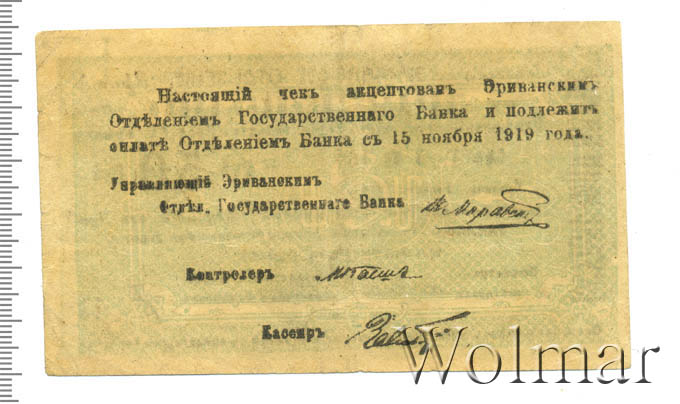 Настоящій чекъ акцептованъ Эриванскимъ
Отдѣленьемъ Государственнаго Банка и подлежитъ
оплатѣ Отдѣленіемъ Банка съ 15 ноября 1919 года.
Управляющій Эриванскимъ
Отдѣл. Государственнаго Банка
Контролеръ
Кассиръ
Wolmar